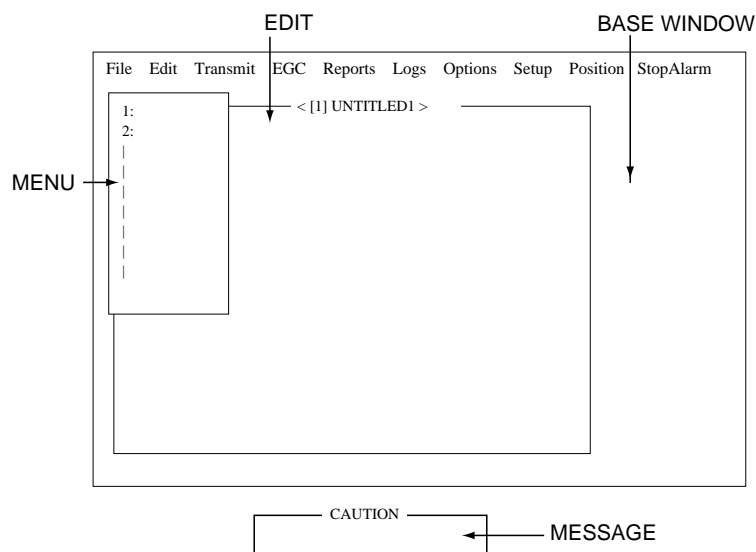 EDIT BASE WINDOW
File Edit Transmit EGC Reports Logs Options Setup Position StopAlarm
< [1] UNTITLED1 >
1:
2:
MENU
CAUTION
MESSAGE